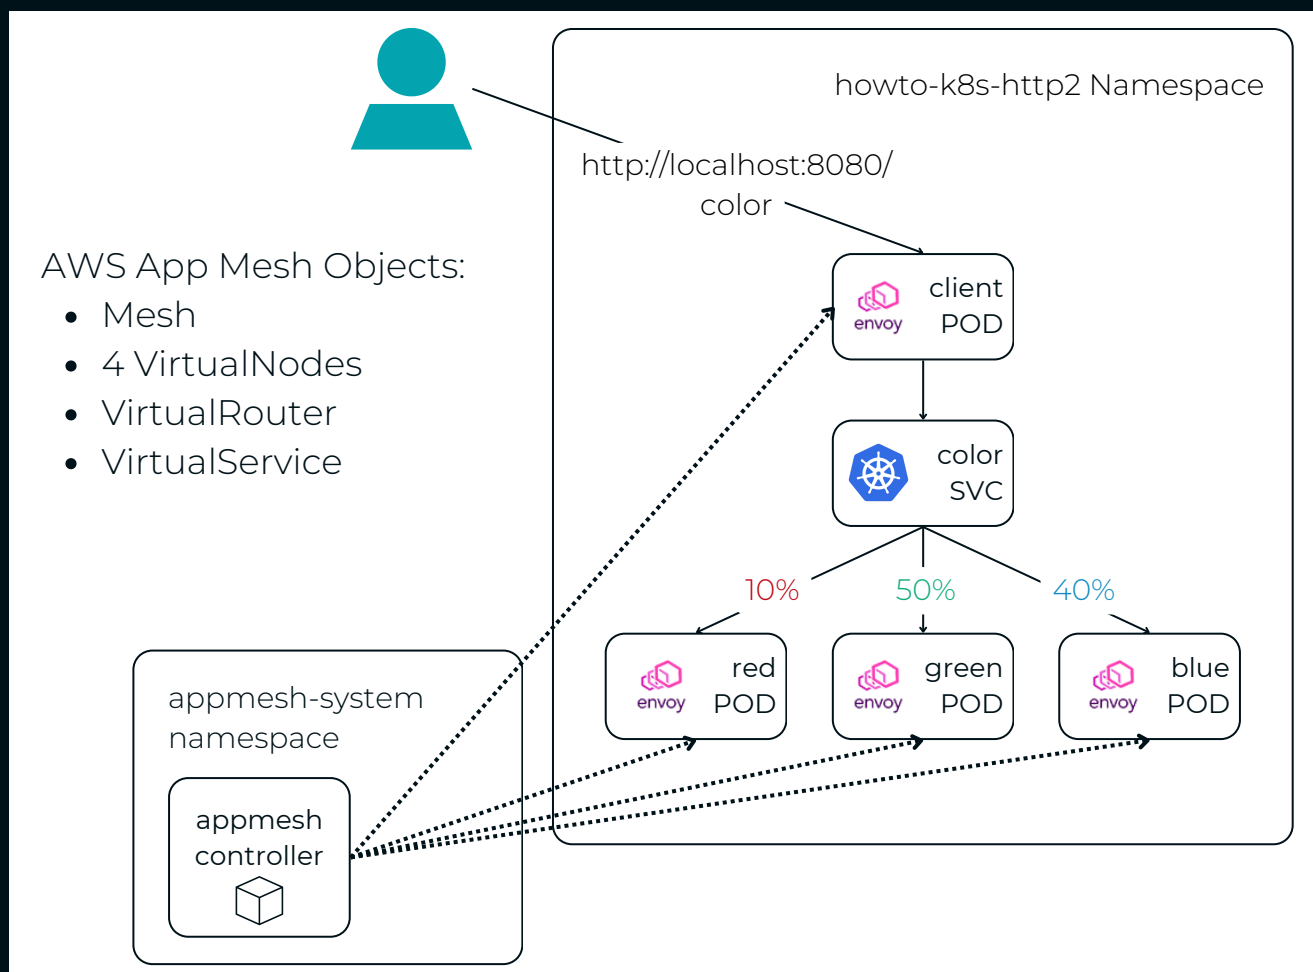 howto-k8s-http2 Namespace
http://localhost:8080/
color
AWS App Mesh Objects:
• Mesh
• 4 VirtualNodes
• VirtualRouter
• VirtualService
envoy
client
POD
color
SVC
10%
50%
40%
envoy
red
POD
envoy
green
POD
envoy
blue
POD
appmesh-system
namespace
appmesh
controller